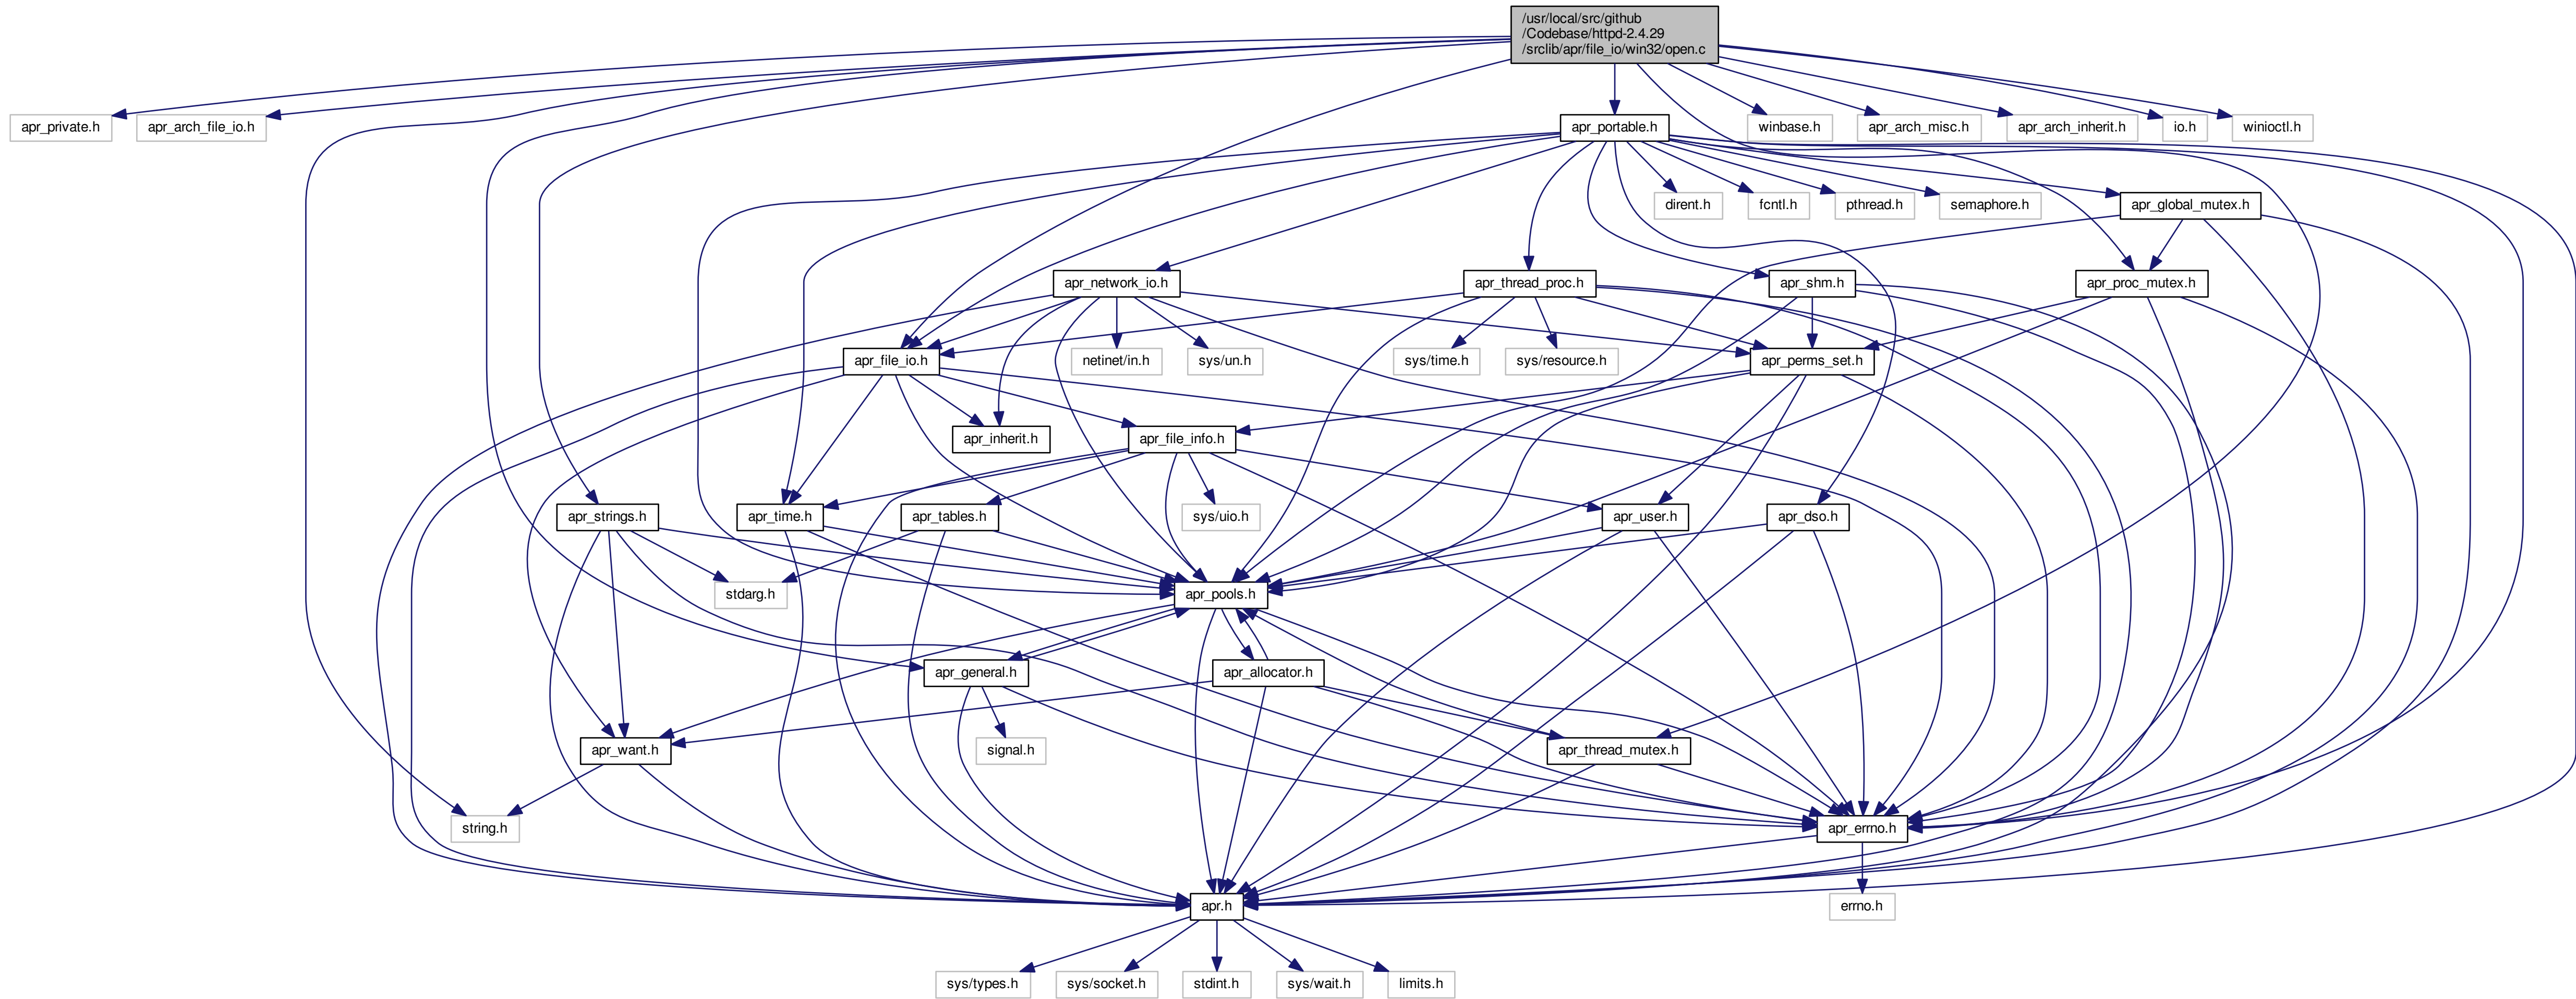 /usr/local/src/github
/Codebase/httpd-2.4.29
/srclib/apr/file_io/win32/open.c
apr_private.h
apr_arch_file_io.h
apr_portable.h
winbase.h
apr_arch_misc.h
apr_arch_inherit.h
io.h
winioctl.h
dirent.h
fcntl.h
pthread.h
semaphore.h
apr_global_mutex.h
apr_network_io.h
apr_thread_proc.h
apr_shm.h
apr_proc_mutex.h
apr_file_io.h
netinet/in.h
sys/un.h
sys/time.h
sys/resource.h
apr_perms_set.h
apr_inherit.h
apr_file_info.h
apr_strings.h
apr_time.h
apr_tables.h
sys/uio.h
apr_user.h
apr_dso.h
stdarg.h
apr_pools.h
apr_general.h
apr_allocator.h
apr_want.h
signal.h
apr_thread_mutex.h
string.h
apr_errno.h
apr.h
errno.h
sys/types.h
sys/socket.h
stdint.h
sys/wait.h
limits.h